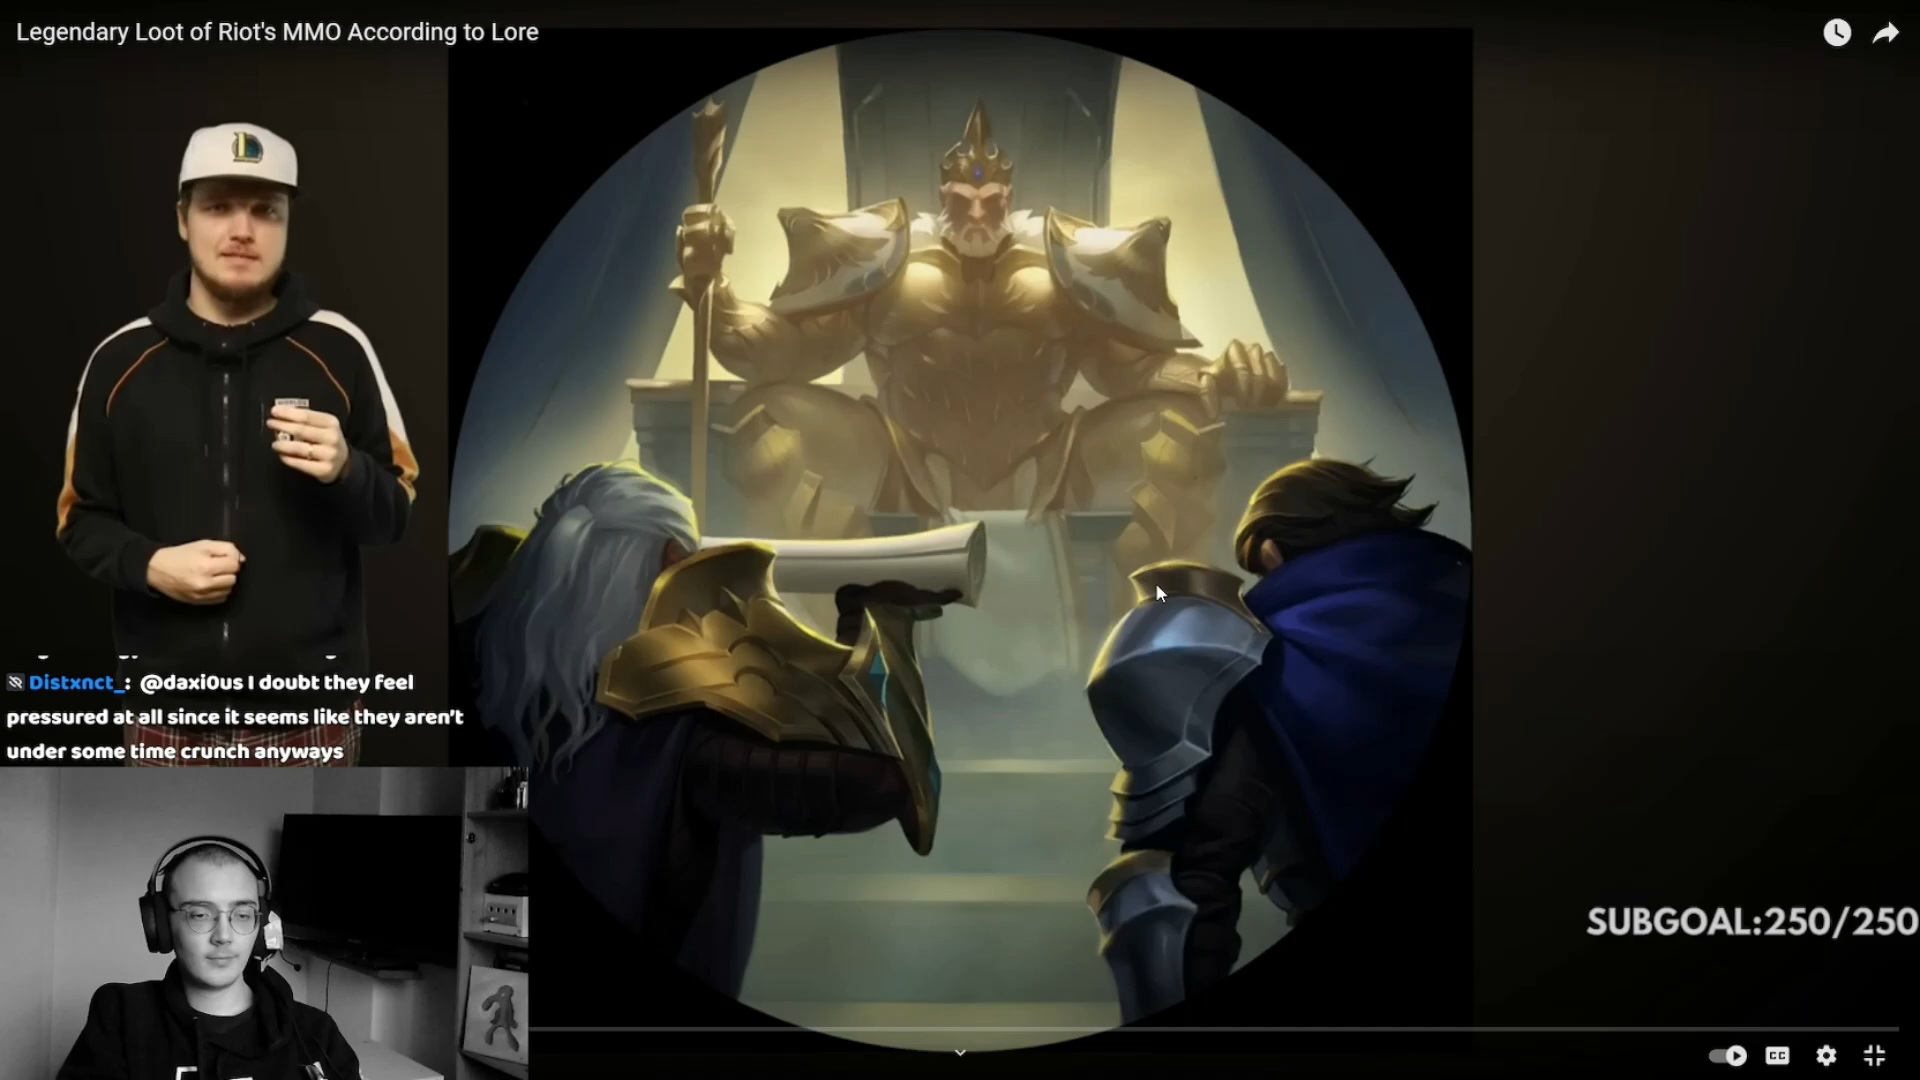 Legendary Loot of Riot's MMO According to Lore
Distxnct_: @daxi0us I doubt they feel
pressured at all since it seems like they aren't
under some time crunch anyways
SUBGOAL:250/250
CC